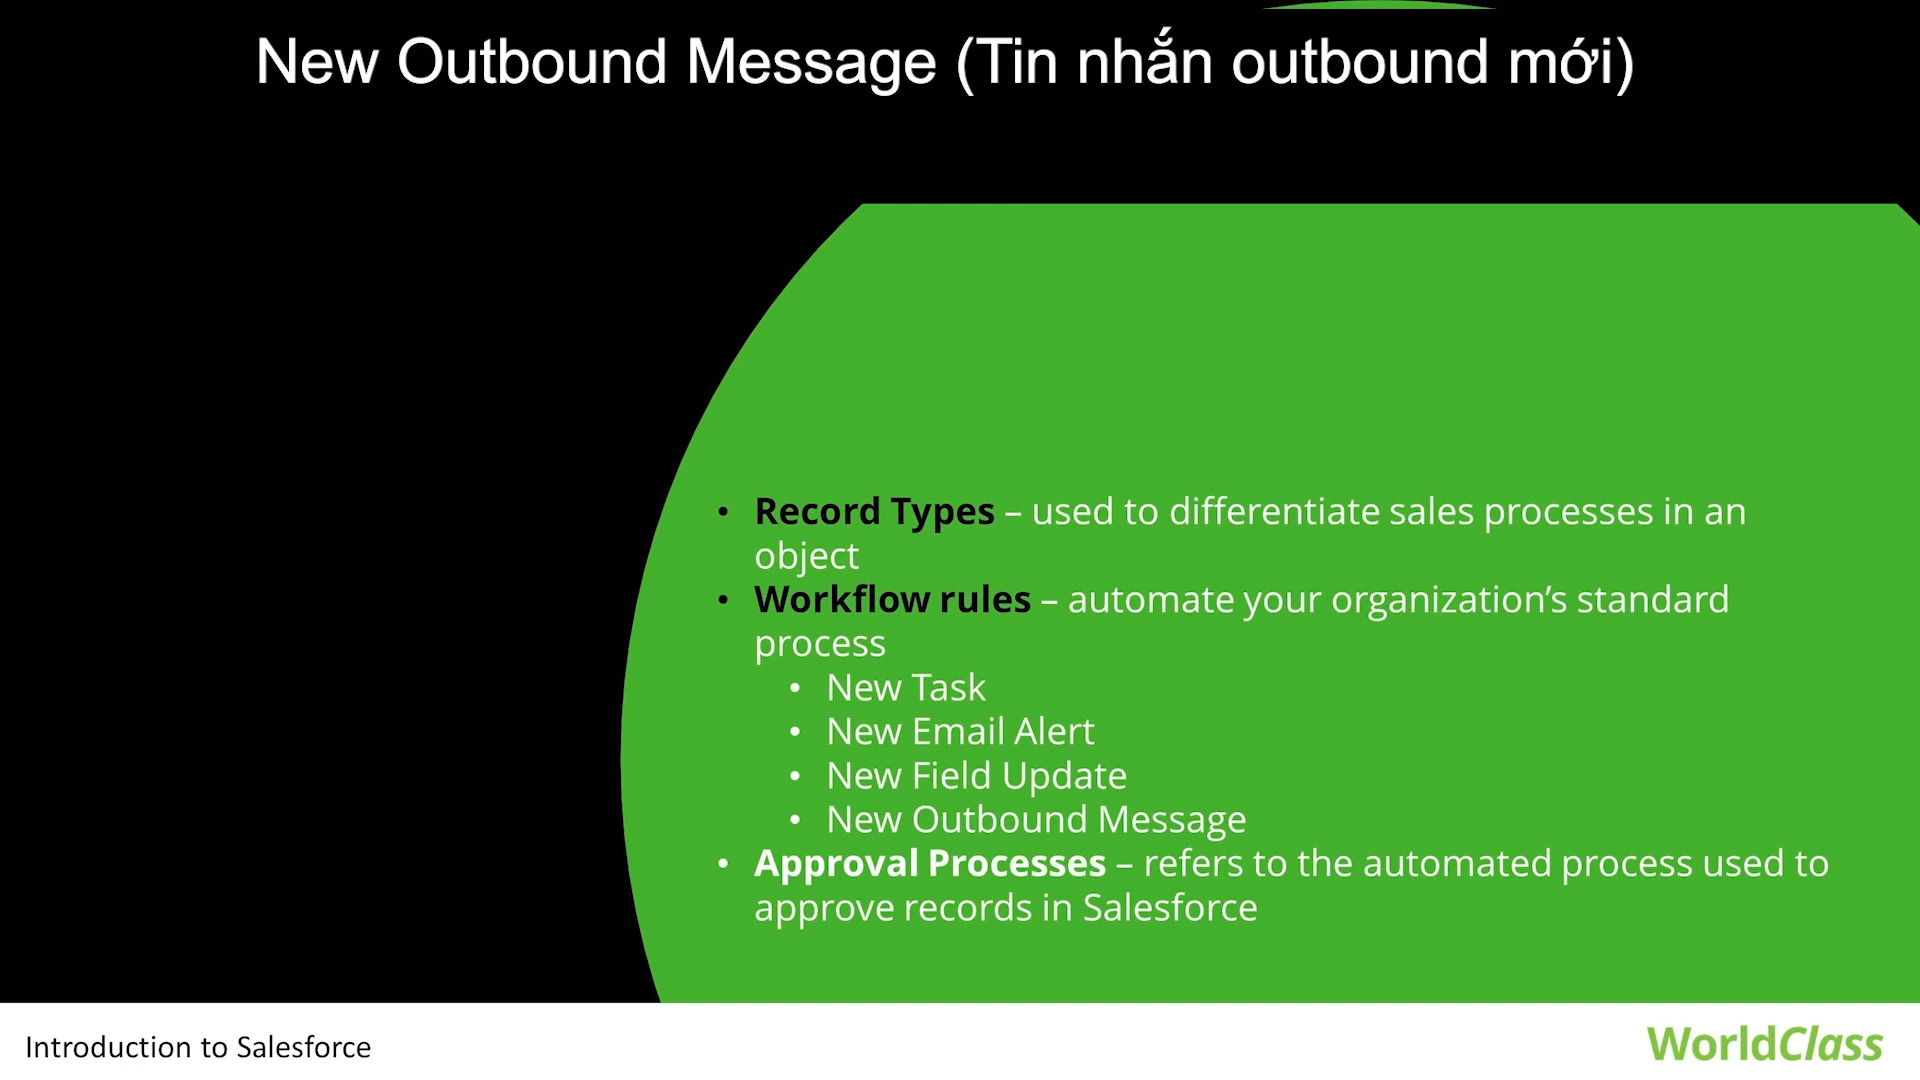 New Outbound Message (Tin nhắn outbound mới)
• Record Types – used to differentiate sales processes in an
object
• Workflow rules – automate your organization’s standard
process
• New Task
• New Email Alert
• New Field Update
• New Outbound Message
• Approval Processes – refers to the automated process used to
approve records in Salesforce
Introduction to Salesforce
WorldClass